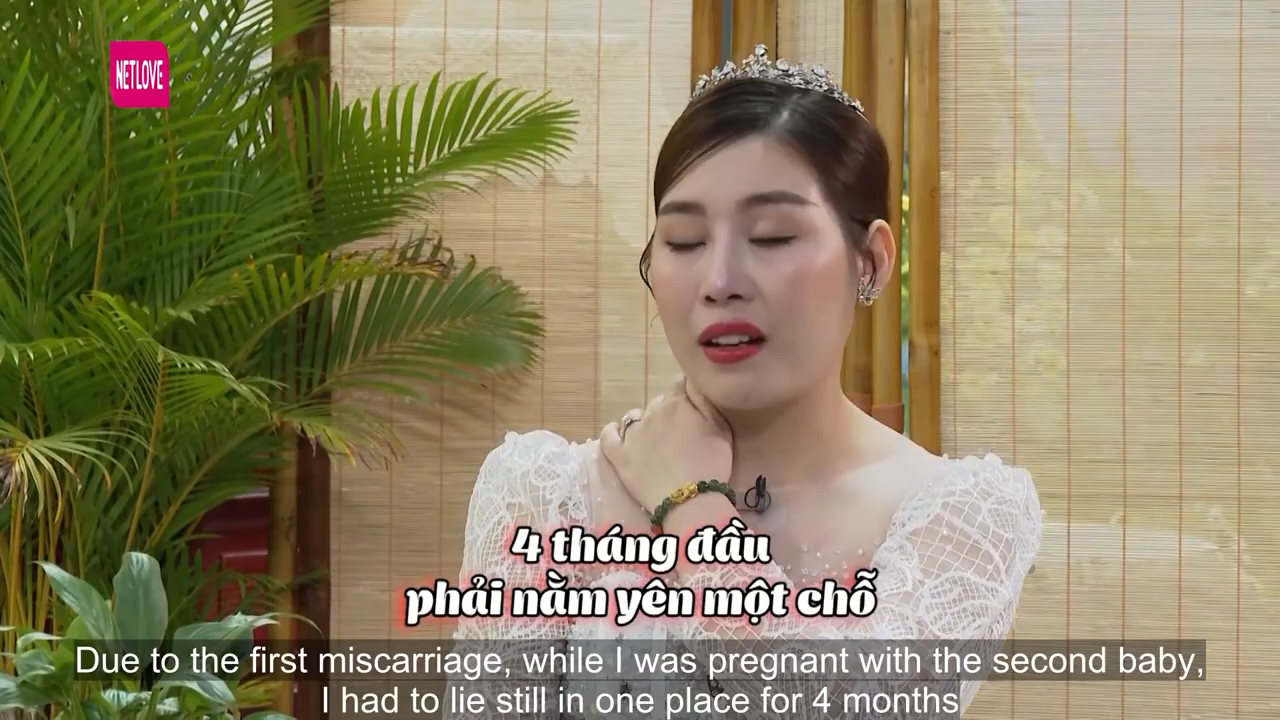 NETLOVE
4 tháng đầu
phải nằm yên một chỗ
Due to the first miscarriage, while I was pregnant with the second baby,
I had to lie still in one place for 4 months